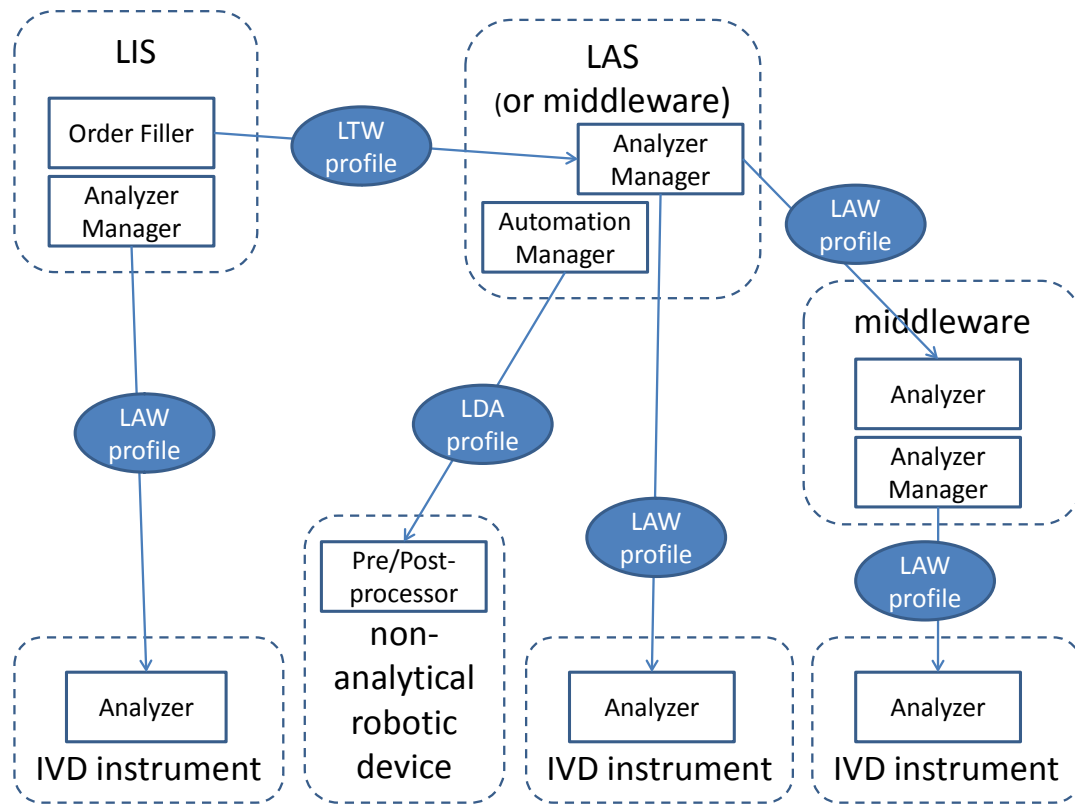 LIS
Order Filler
Analyzer
Manager
LTW
profile
LAS
(or middleware)
Analyzer
Manager
Automation
Manager
LAW
profile
middleware
Analyzer
Analyzer
Manager
LAW
profile
LDA
profile
LAW
profile
LAW
profile
Analyzer
IVD instrument
Pre/Post-
processor
non-
analytical
robotic
device
Analyzer
IVD instrument
Analyzer
IVD instrument